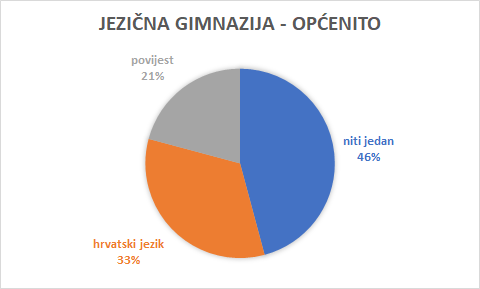 JEZIČNA GIMNAZIJA - OPĆENITO
povijest
21%
niti jedan
46%
hrvatski jezik
33%